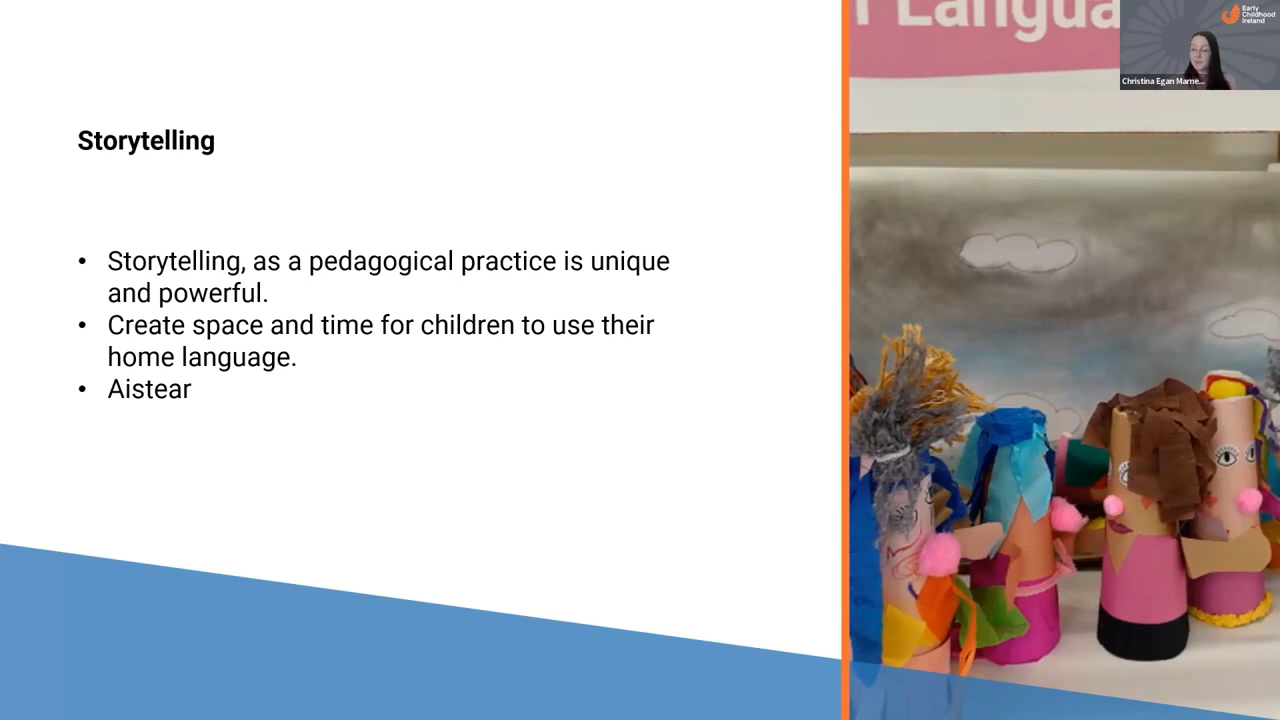 Storytelling
• Storytelling, as a pedagogical practice is unique
and powerful.
• Create space and time for children to use their
home language.
• Aistear
Early
Childhood
Ireland
Christina Egan Marne...